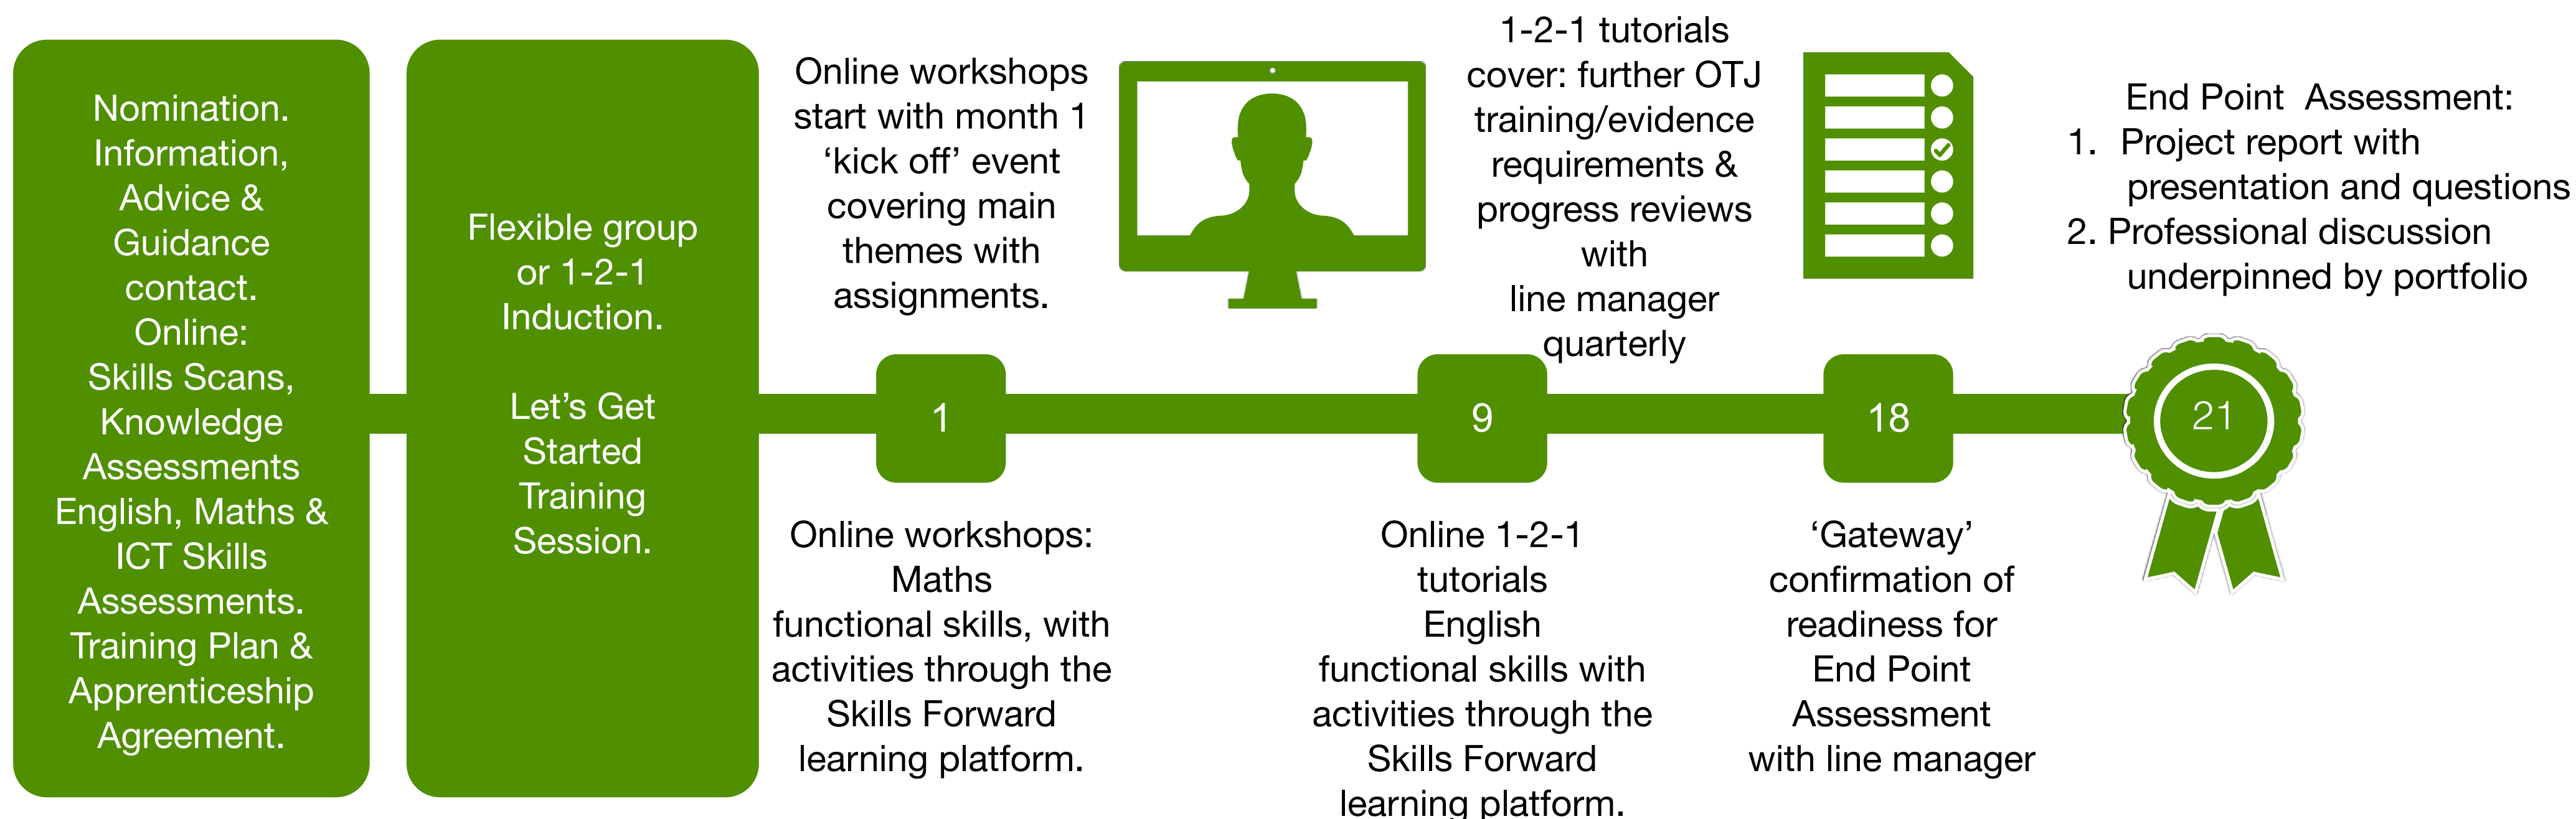 Nomination.
Information,
Advice &
Guidance
contact.
Online:
Skills Scans,
Knowledge
Assessments
English, Maths &
ICT Skills
Assessments.
Training Plan &
Apprenticeship
Agreement.
Flexible group
or 1-2-1
Induction.
Let’s Get
Started
Training
Session.
Online workshops
start with month 1
‘kick off’ event
covering main
themes with
assignments.
1
Online workshops:
Maths
functional skills, with
activities through the
Skills Forward
learning platform.
1-2-1 tutorials
cover: further OTJ
training/evidence
requirements &
progress reviews
with
line manager
quarterly
9
Online 1-2-1
tutorials
English
functional skills with
activities through the
Skills Forward
learning platform.
18
‘Gateway’
confirmation of
readiness for
End Point
Assessment
with line manager
End Point Assessment:
1. Project report with
presentation and questions
2. Professional discussion
underpinned by portfolio
21